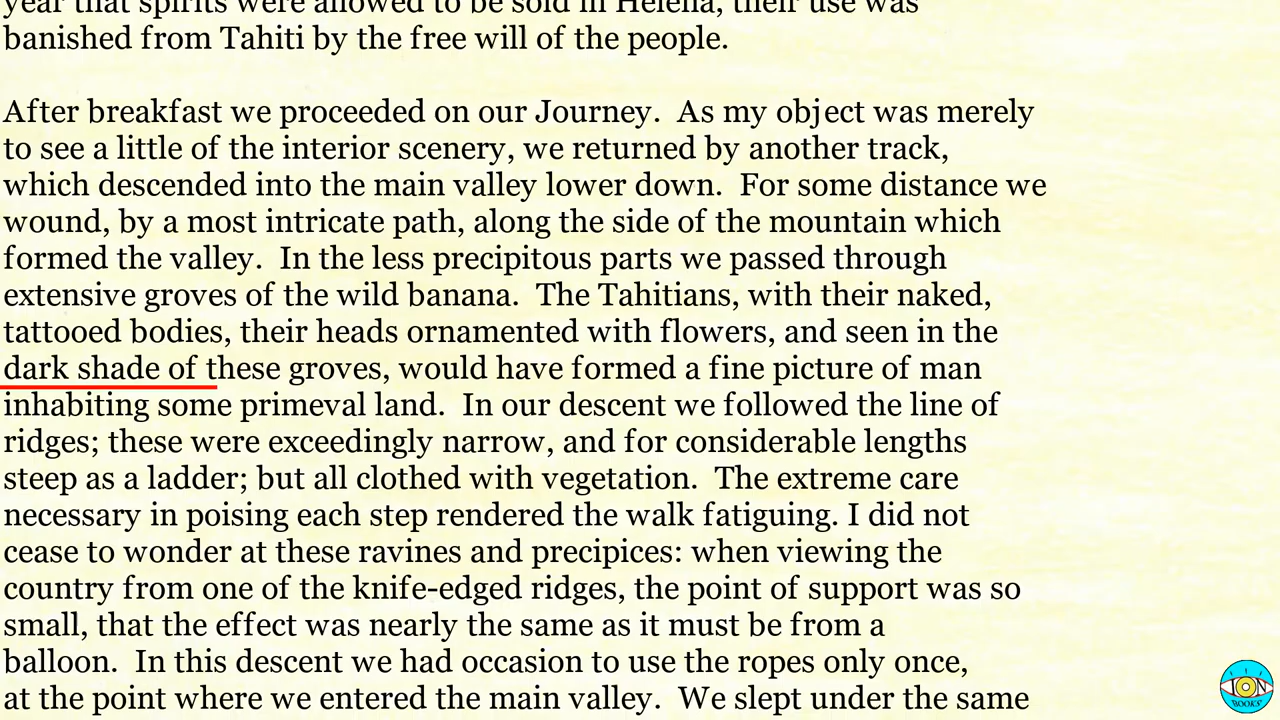 year that spirits were allowed to be sold in Helena, their use was
banished from Tahiti by the free will of the people.
After breakfast we proceeded on our Journey.  As my object was merely
to see a little of the interior scenery, we returned by another track,
which descended into the main valley lower down.  For some distance we
wound, by a most intricate path, along the side of the mountain which
formed the valley.  In the less precipitous parts we passed through
extensive groves of the wild banana.  The Tahitians, with their naked,
tattooed bodies, their heads ornamented with flowers, and seen in the
dark shade of these groves, would have formed a fine picture of man
inhabiting some primeval land.  In our descent we followed the line of
ridges; these were exceedingly narrow, and for considerable lengths
steep as a ladder; but all clothed with vegetation.  The extreme care
necessary in poising each step rendered the walk fatiguing. I did not
cease to wonder at these ravines and precipices: when viewing the
country from one of the knife-edged ridges, the point of support was so
small, that the effect was nearly the same as it must be from a
balloon.  In this descent we had occasion to use the ropes only once,
at the point where we entered the main valley.  We slept under the same
ION
BOOKS